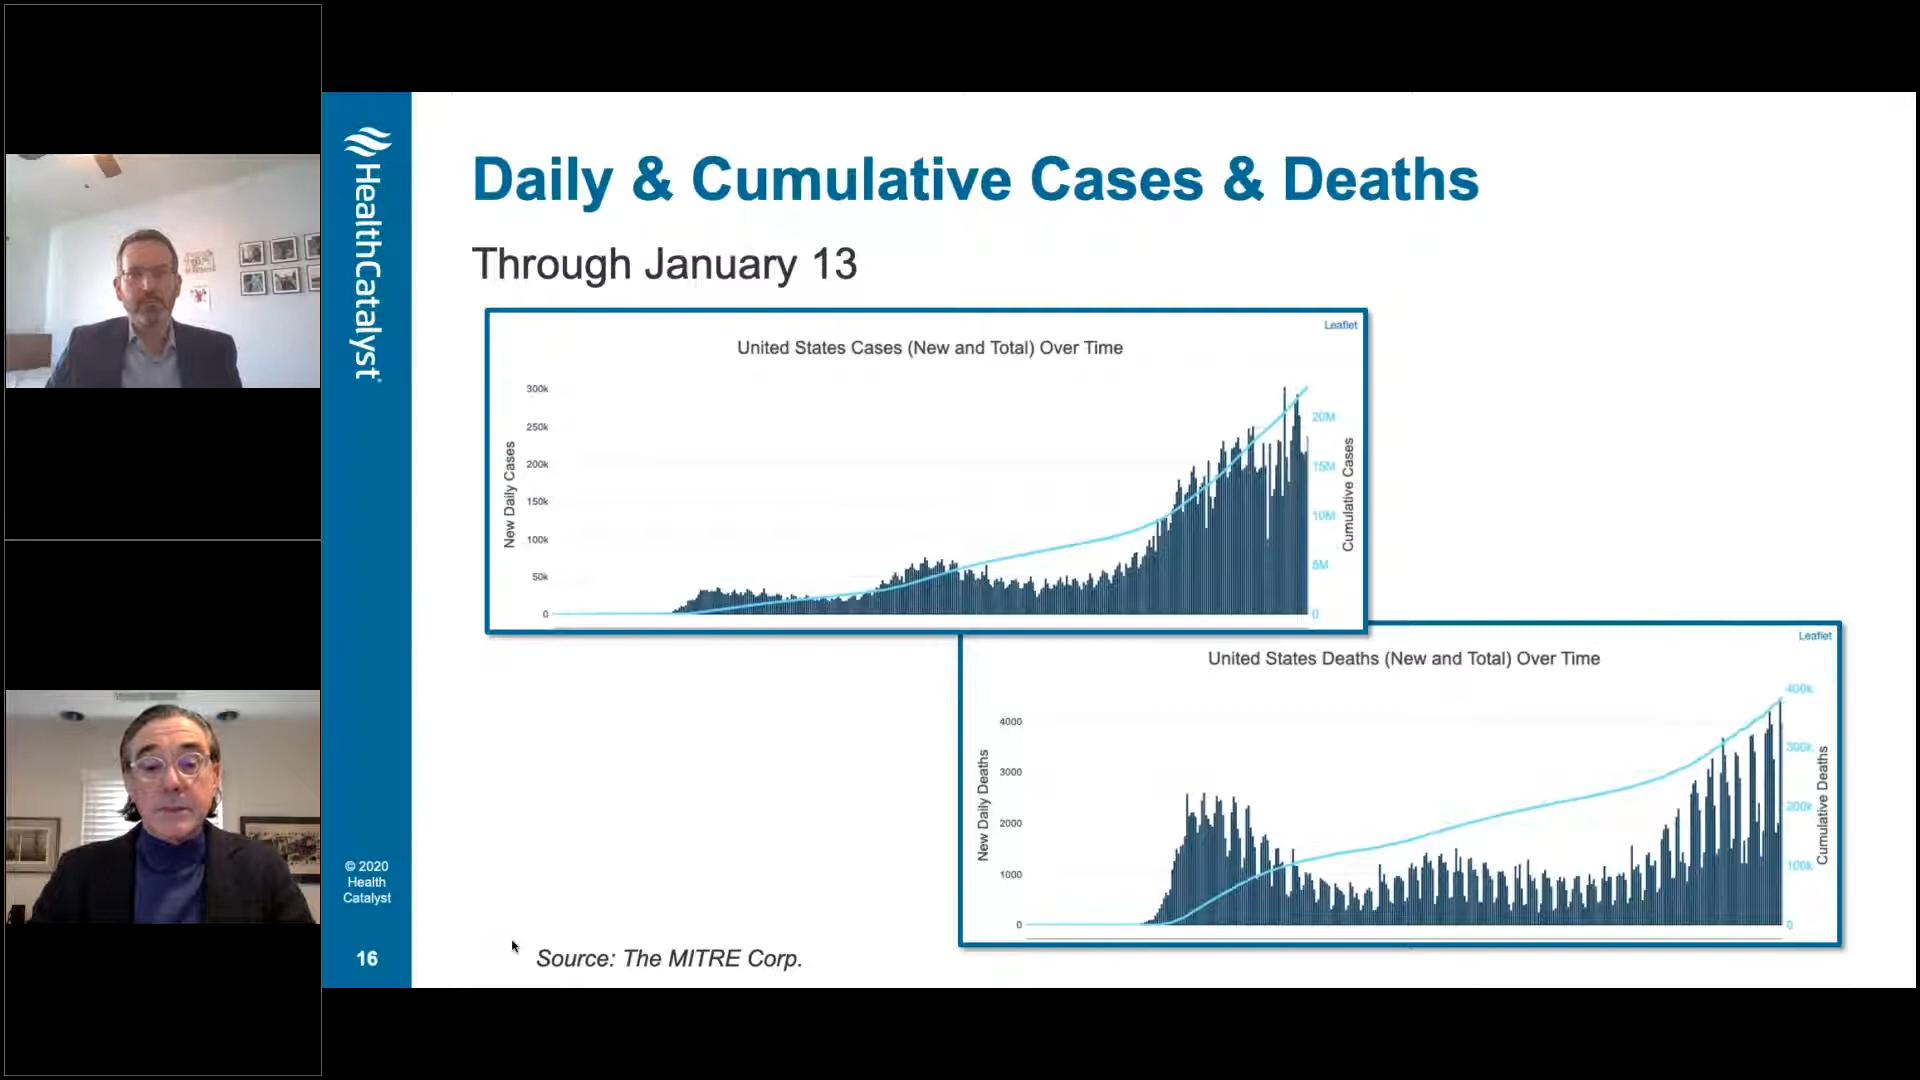 HealthCatalyst
Daily & Cumulative Cases & Deaths
Through January 13
Leaflet
United States Cases (New and Total) Over Time
New Daily Cases
300k
250k
200k
150k
100k
50k
0
20M
15M
10M
5M
0
Cumulative Cases
Leaflet
United States Deaths (New and Total) Over Time
New Daily Deaths
4000
3000
2000
1000
0
400k
300k
200k
100k
0
Cumulative Deaths
© 2020
Health
Catalyst
16
Source: The MITRE Corp.